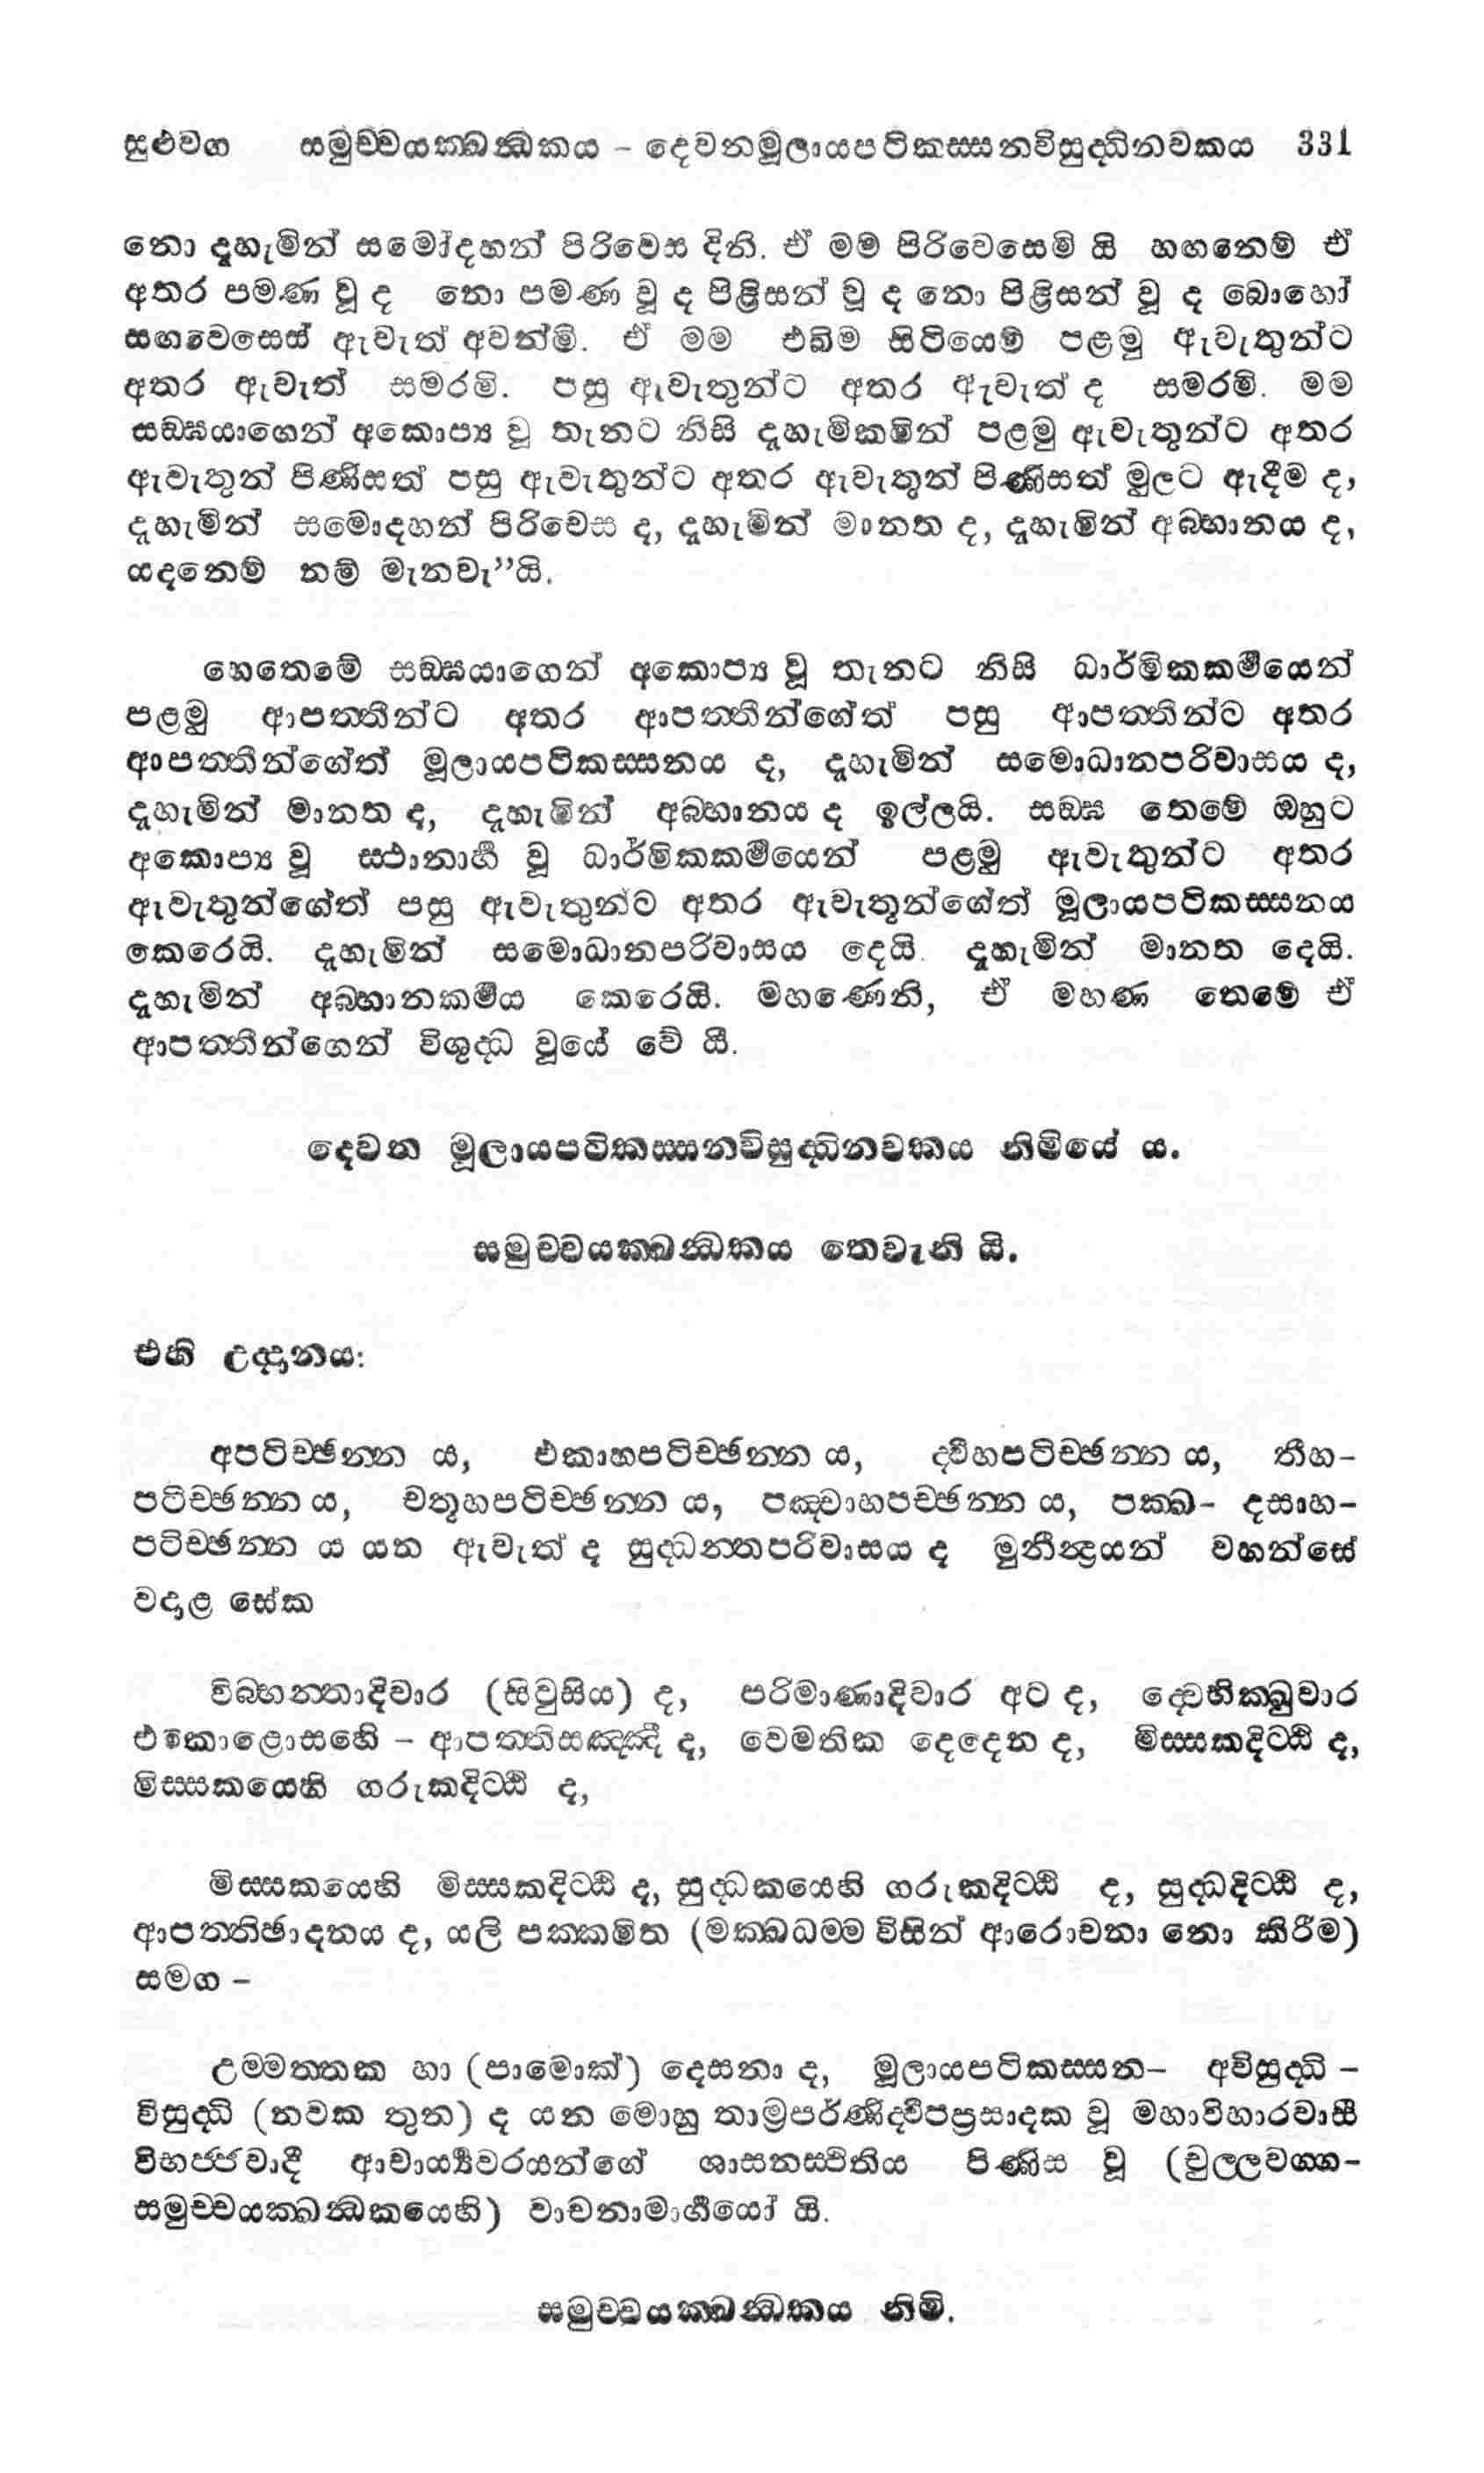 සුළුවග සමුච්චයක්ඛන්ධකය – දෙවනමූලායපටිකස්සනවිසුද්ධිනවකය 331
නො දැහැමින් සමෝදහන් පිරිවෙස දිනි. ඒ මම පිරිවෙසෙමි යි හඟනෙම් ඒ
අතර පමණ වූ ද නො පමණ වූ ද පිළිසන් වූ ද නො පිළිසන් වූ ද බොහෝ
සඟවෙසෙස් ඇවැත් අවත්මි. ඒ මම එබිම සිටියෙම් පළමු ඇවැතුන්ට
අතර ඇවැත් සමරමි. පසු ඇවැතුන්ට අතර ඇවැත් ද සමරමි. මම
සඞ්ඝයාගෙන් අකොප්‍ය වූ තැනට නිසි දැහැමිකමින් පළමු ඇවැතුන්ට අතර
ඇවැතුන් පිණිසත් පසු ඇවැතුන්ට අතර ඇවැතුන් පිණිසත් මුලට ඇදීම ද,
දැහැමින් සමොදහන් පිරිවෙස ද, දැහැමින් මානත ද, දැහැමින් අබ්භානය ද,
යදනෙම් නම් මැනවැ”යි.
හෙතෙමේ සඞ්ඝයාගෙන් අකොප්‍ය වූ තැනට නිසි ධාර්මිකකර්මයෙන්
පළමු ආපත්තීන්ට අතර ආපත්තීන්ගේත් පසු ආපත්තීන්ට අතර
ආපත්තීන්ගේත් මූලායපටිකස්සනය ද, දැහැමින් සමොධානපරිවාසය ද,
දැහැමින් මානත ද, දැහැමින් අබ්භානය ද ඉල්ලයි. සඞ්ඝ තෙමේ ඔහුට
අකොප්‍ය වූ ස්ථානාර්හ වූ ධාර්මිකකර්මයෙන් පළමු ඇවැතුන්ට අතර
ඇවැතුන්ගේත් පසු ඇවැතුන්ට අතර ඇවැතුන්ගේත් මූලායපටිකස්සනය
කෙරෙයි. දැහැමින් සමොධානපරිවාසය දෙයි. දැහැමින් මානත දෙයි.
දැහැමින් අබ්භානකර්මය කෙරෙයි. මහණෙනි, ඒ මහණ තෙමෙ ඒ
ආපත්තීන්ගෙන් විශුද්ධ වූයේ වේ යී.
දෙවන මූලායපටිකස්සනවිසුද්ධිනවකය නිමියේ ය.
සමුච්චයක්ඛන්ධකය තෙවැනි යි.
එහි උද්දානය:
අපටිච්ඡන්න ය, එකාහපටිච්ඡන්න ය, ද්වීහපටිච්ඡන්න ය, තීහ-
පටිච්ඡන්න ය, චතූහපටිච්ඡන්න ය, පඤ්චාහපච්ඡන්න ය, පක්ඛ- දසාහ-
පටිච්ඡන්න ය යන ඇවැත් ද සුද්ධන්තපරිවාසය ද මුනීන්ද්‍රයන් වහන්සේ
වදාළ සේක
විබ්භන්තාදිවාර (සිවුසිය) ද, පරිමාණාදිවාර අට ද, ද්වෙභික්ඛුවාර
එකොළොසහි – ආපත්තිසඤ්ඤී ද, වෙමතික දෙදෙන ද, මිස්සකදිට්ඨි ද,
මිස්සකයෙහි ගරුකදිට්ඨි ද,
මිස්සකයෙහි මිස්සකදිට්ඨි ද, සුද්ධකයෙහි ගරුකදිට්ඨි ද, සුද්ධදිට්ඨි ද,
ආපත්තිඡාදනය ද, යලි පක්කමිත (මක්ඛධම්ම විසින් ආරොචනා නො කිරීම)
සමග –
උම්මත්තක හා (පාමොක්) දෙසනා ද, මූලායපටිකස්සන– අවිසුද්ධි –
විසුද්ධි (නවක තුන) ද යන මොහු තාම්‍රපර්ණිද්වීපප්‍රසාදක වූ මහාවිහාරවාසී
විභජ්ජවාදී ආචාර්‍ය්‍යවරයන්ගේ ශාසනස්ථිතිය පිණිස වූ (චුල්ලවග්ග-
සමුච්චයක්ඛන්ධකයෙහි) වාචනාමාර්ගයෝ යි.
සමුච්චයක්ඛන්ධකය නිමි.